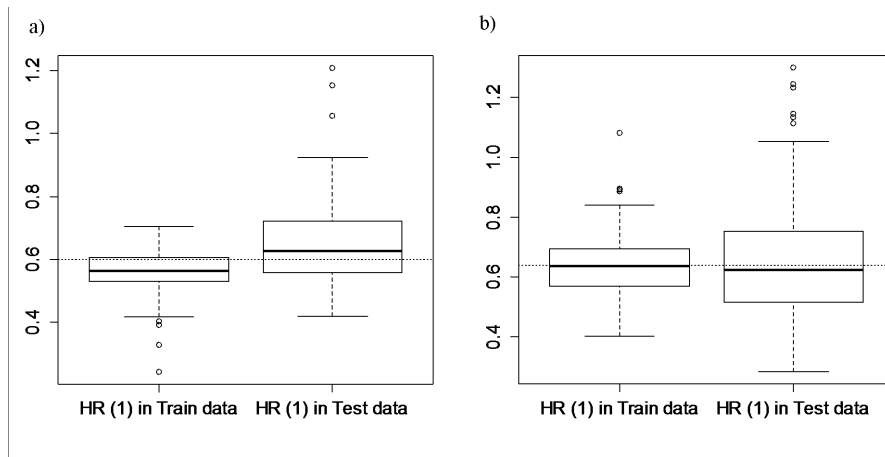 a)
1.2
1.0
0.8
0.6
0.4
HR (1) in Train data HR (1) in Test data
b)
1.2
1.0
0.8
0.6
0.4
HR (1) in Train data HR (1) in Test data